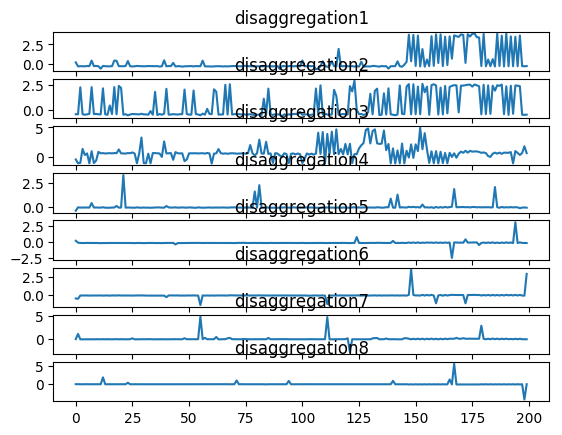 disaggregation1
2.5
0.0
disaggregation2
2.5
0.0
disaggregation3
5
0
disaggregation4
2.5
0.0
disaggregation5
2.5
0.0
−2.5
disaggregation6
2.5
0.0
disaggregation7
5
0
disaggregation8
5
0
0 25 50 75 100 125 150 175 200